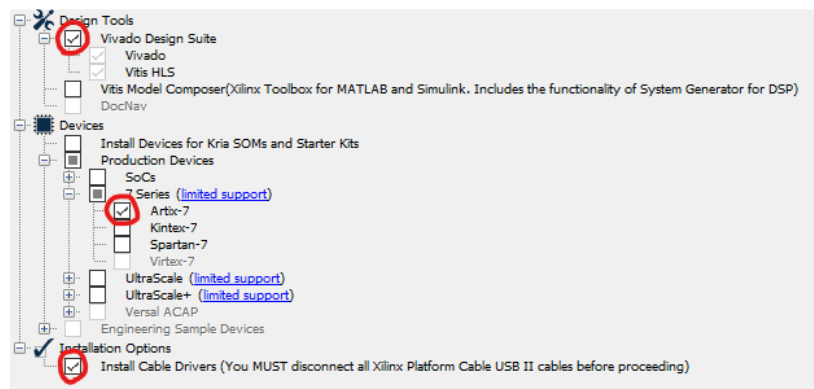 Design Tools
Vivado Design Suite
Vivado
Vitis HLS
Vitis Model Composer(Xilinx Toolbox for MATLAB and Simulink. Includes the functionality of System Generator for DSP)
DocNav
Devices
Install Devices for Kria SOMs and Starter Kits
Production Devices
SoCs
7 Series (limited support)
Artix-7
Kintex-7
Spartan-7
Virtex-7
UltraScale (limited support)
UltraScale+ (limited support)
Versal ACAP
Engineering Sample Devices
Installation Options
Install Cable Drivers (You MUST disconnect all Xilinx Platform Cable USB II cables before proceeding)